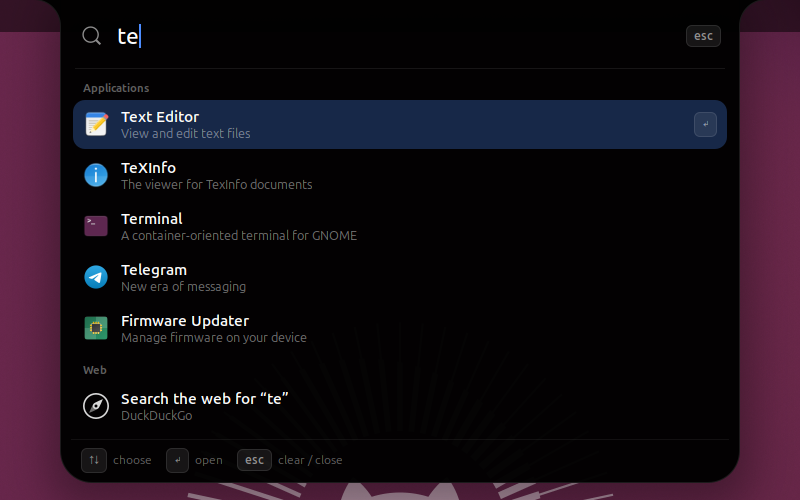 te
esc
Applications
Text Editor
View and edit text files
TeXInfo
The viewer for TexInfo documents
Terminal
A container-oriented terminal for GNOME
Telegram
New era of messaging
Firmware Updater
Manage firmware on your device
Web
Search the web for “te”
DuckDuckGo
↑↓ choose ↵ open esc clear / close